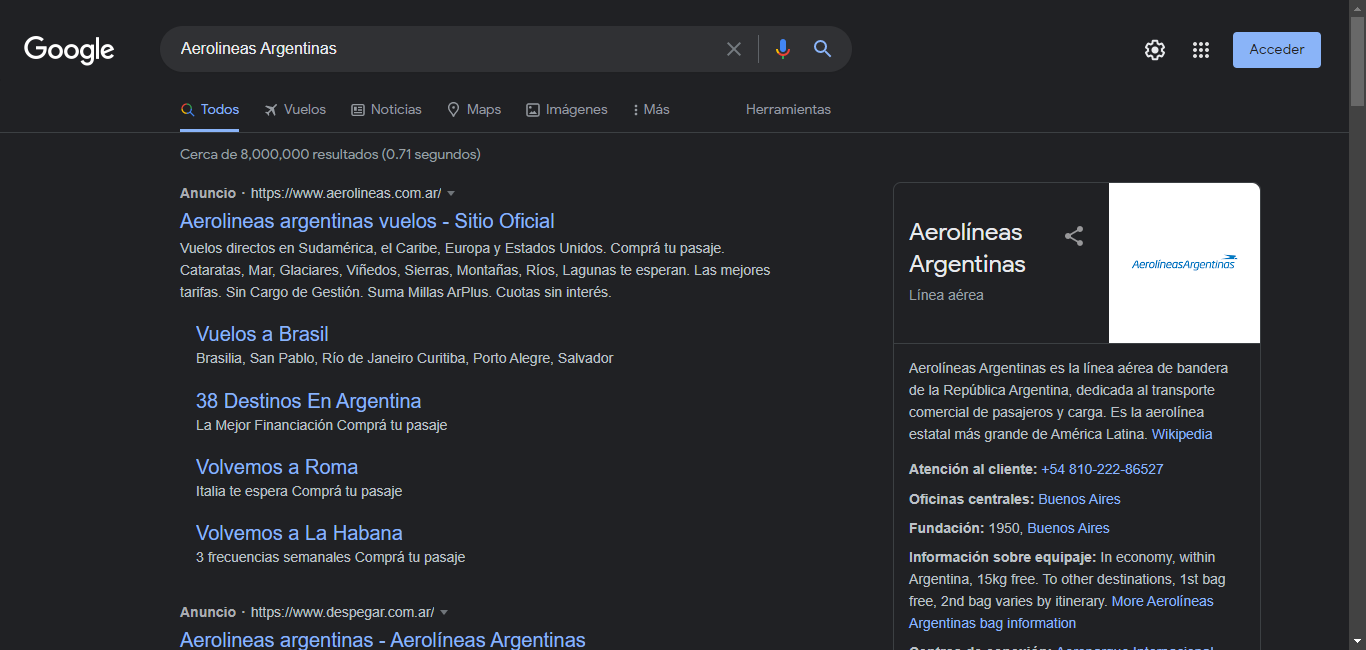 Google
Aerolineas Argentinas
Acceder
Todos
Vuelos
Noticias
Maps
Imágenes
Más
Herramientas
Cerca de 8,000,000 resultados (0.71 segundos)
Anuncio · https://www.aerolineas.com.ar/
Aerolineas argentinas vuelos - Sitio Oficial
Vuelos directos en Sudamérica, el Caribe, Europa y Estados Unidos. Comprá tu pasaje.
Cataratas, Mar, Glaciares, Viñedos, Sierras, Montañas, Ríos, Lagunas te esperan. Las mejores
tarifas. Sin Cargo de Gestión. Suma Millas ArPlus. Cuotas sin interés.
Vuelos a Brasil
Brasilia, San Pablo, Río de Janeiro Curitiba, Porto Alegre, Salvador
38 Destinos En Argentina
La Mejor Financiación Comprá tu pasaje
Volvemos a Roma
Italia te espera Comprá tu pasaje
Volvemos a La Habana
3 frecuencias semanales Comprá tu pasaje
Anuncio · https://www.despegar.com.ar/
Aerolineas argentinas - Aerolíneas Argentinas
Aerolíneas
Argentinas
Línea aérea
AerolíneasArgentinas
Aerolíneas Argentinas es la línea aérea de bandera
de la República Argentina, dedicada al transporte
comercial de pasajeros y carga. Es la aerolínea
estatal más grande de América Latina. Wikipedia
Atención al cliente: +54 810-222-86527
Oficinas centrales: Buenos Aires
Fundación: 1950, Buenos Aires
Información sobre equipaje: In economy, within
Argentina, 15kg free. To other destinations, 1st bag
free, 2nd bag varies by itinerary. More Aerolíneas
Argentinas bag information
Centros de conexión: Aeroparque Internacional